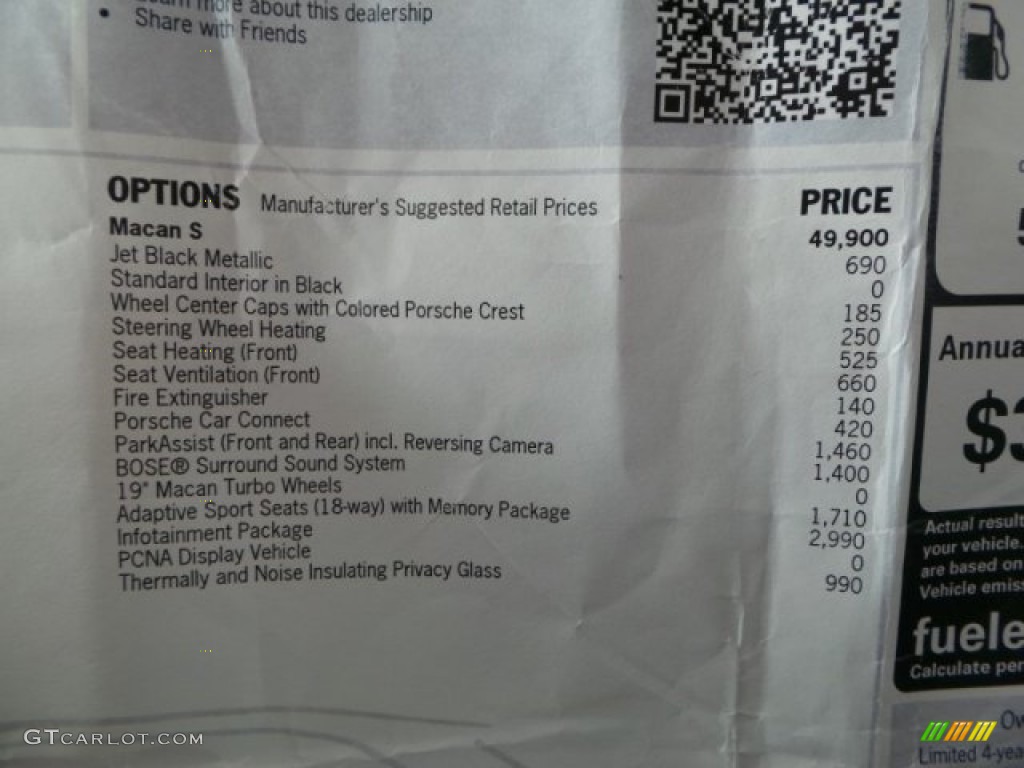 more about this dealership
• Share with Friends
OPTIONS Manufacturer's Suggested Retail Prices PRICE
Macan S 49,900
Jet Black Metallic 690
Standard Interior in Black 0
Wheel Center Caps with Colored Porsche Crest 185
Steering Wheel Heating 250
Seat Heating (Front) 525
Seat Ventilation (Front) 660
Fire Extinguisher 140
Porsche Car Connect 420
ParkAssist (Front and Rear) incl. Reversing Camera 1,460
BOSE® Surround Sound System 1,400
19" Macan Turbo Wheels 0
Adaptive Sport Seats (18-way) with Memory Package 1,710
Infotainment Package 2,990
PCNA Display Vehicle 0
Thermally and Noise Insulating Privacy Glass 990
Annua
$3
Actual result
your vehicle.
are based on
Vehicle emiss
fuele
Calculate per
Ow
Limited 4-yea
GTCARLOT.COM